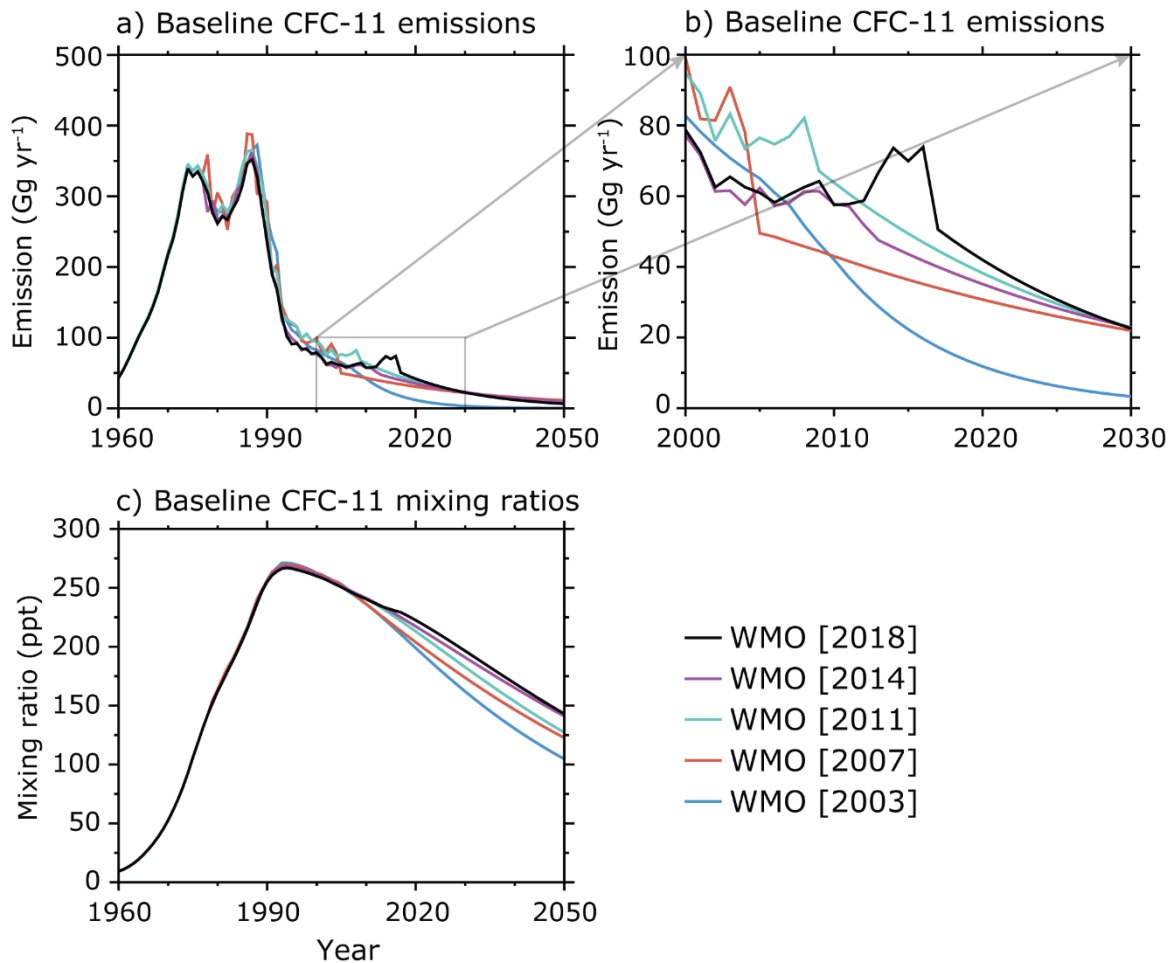 a) Baseline CFC-11 emissions
Emission (Gg yr⁻¹)
500
400
300
200
100
0
1960
1990
2020
2050
b) Baseline CFC-11 emissions
Emission (Gg yr⁻¹)
100
80
60
40
20
0
2000
2010
2020
2030
c) Baseline CFC-11 mixing ratios
Mixing ratio (ppt)
300
250
200
150
100
50
0
1960
1990
2020
2050
Year
WMO [2018]
WMO [2014]
WMO [2011]
WMO [2007]
WMO [2003]